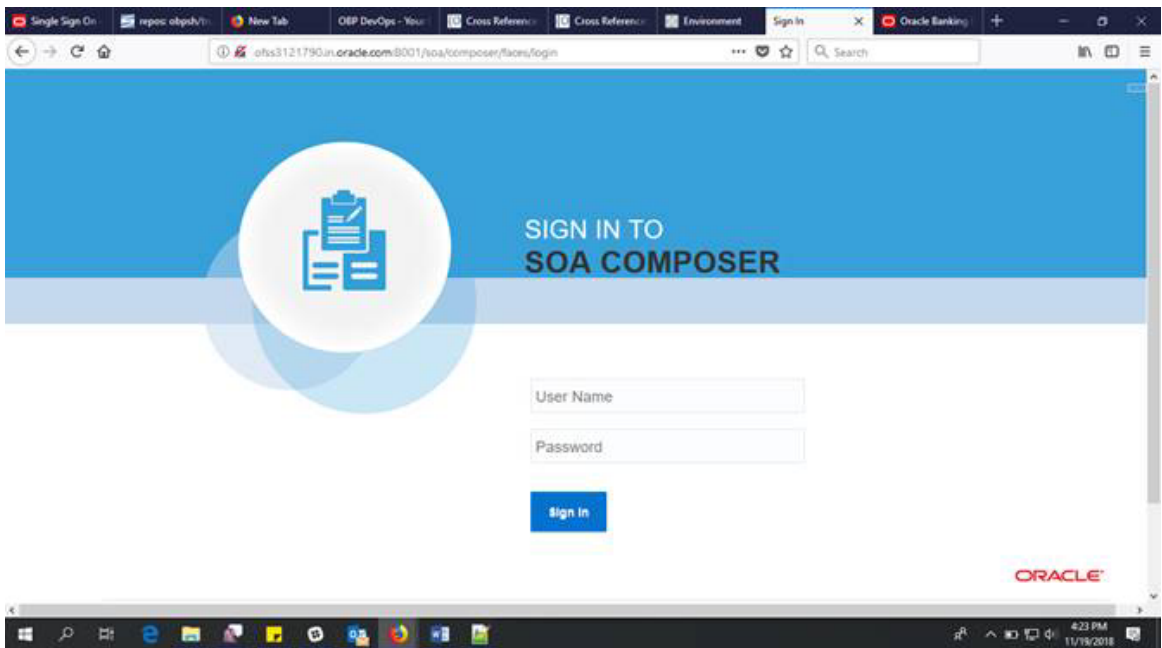 Single Sign On
repos: obpsh/tn
New Tab
OBP DevOps - Your
Cross Reference
Cross Reference
Environment
Sign In
Oracle Banking
ofss3121790.in.oracle.com:8001/soa/composer/faces/login
Search
SIGN IN TO
SOA COMPOSER
User Name
Password
Sign In
ORACLE
4:23 PM
11/19/2018